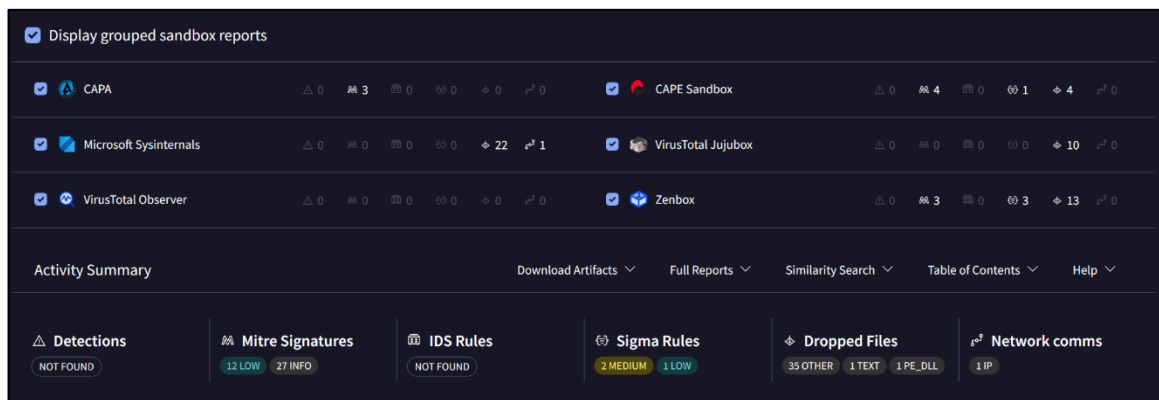 Display grouped sandbox reports
CAPA 0 3 0 0 0 0
CAPE Sandbox 0 4 0 1 4 0
Microsoft Sysinternals 0 0 0 0 22 1
VirusTotal Jujubox 0 0 0 0 10 0
VirusTotal Observer 0 0 0 0 0 0
Zenbox 0 3 0 3 13 0
Activity Summary Download Artifacts Full Reports Similarity Search Table of Contents Help
Detections Mitre Signatures IDS Rules Sigma Rules Dropped Files Network comms
NOT FOUND 12 LOW 27 INFO NOT FOUND 2 MEDIUM 1 LOW 35 OTHER 1 TEXT 1 PE_DLL 1 IP